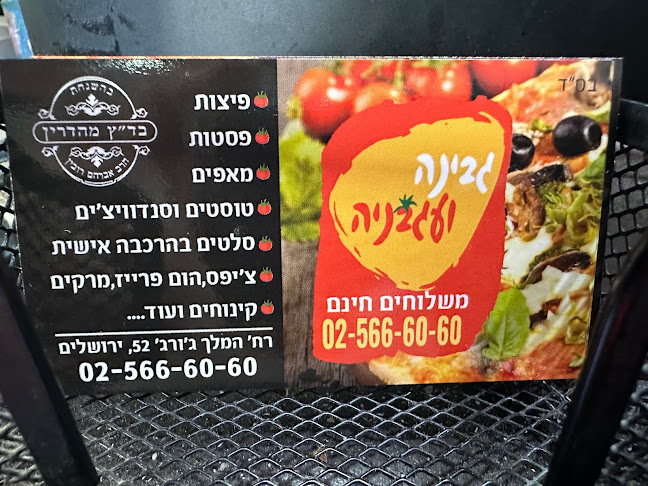 בס״ד
גבינה
ועגבניה
משלוחים חינם
02-566-60-60
בהשגחת
בד״ץ מהדרין
הרב אברהם רובין
פיצות
פסטות
מאפים
טוסטים וסנדוויצ'ים
סלטים בהרכבה אישית
צ'יפס,הום פרייז,מרקים
קינוחים ועוד....
רח' המלך ג'ורג' 52, ירושלים
02-566-60-60